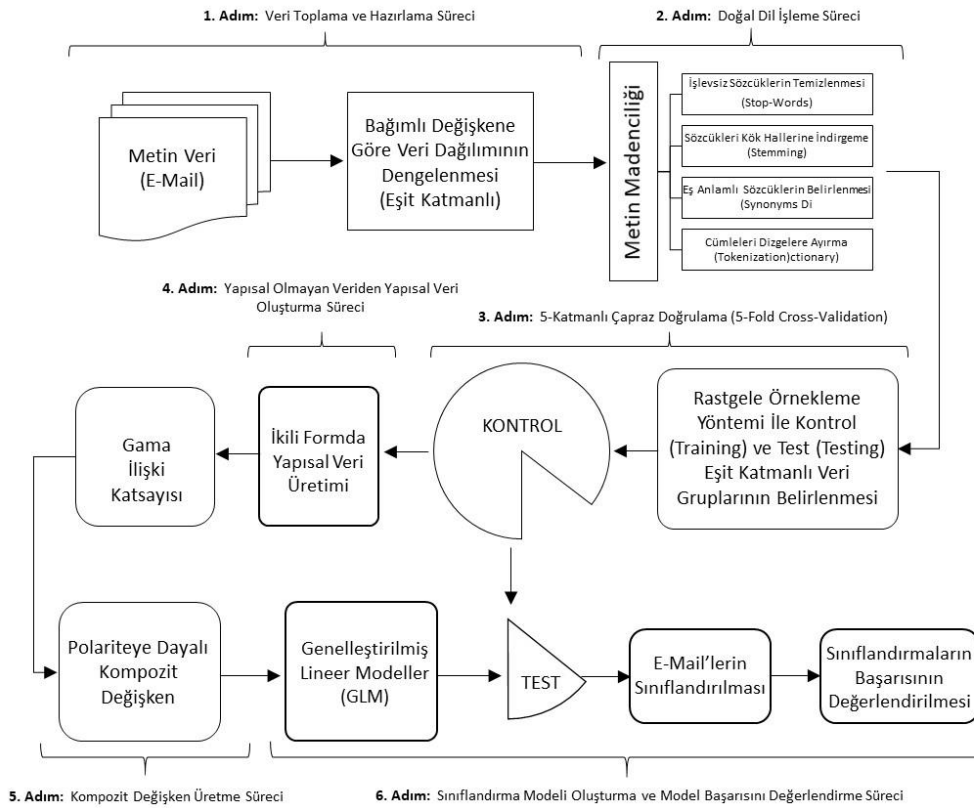 1. Adım: Veri Toplama ve Hazırlama Süreci
2. Adım: Doğal Dil İşleme Süreci
Metin Veri
(E-Mail)
Bağımlı Değişkene
Göre Veri Dağılımının
Dengelenmesi
(Eşit Katmanlı)
Metin Madenciliği
İşlevsiz Sözcüklerin Temizlenmesi
(Stop-Words)
Sözcükleri Kök Hallerine İndirgeme
(Stemming)
Eş Anlamlı Sözcüklerin Belirlenmesi
(Synonyms Di
Cümleleri Dizgelere Ayırma
(Tokenization)ctionary)
4. Adım: Yapısal Olmayan Veriden Yapısal Veri
Oluşturma Süreci
3. Adım: 5-Katmanlı Çapraz Doğrulama (5-Fold Cross-Validation)
Gama
İlişki
Katsayısı
İkili Formda
Yapısal Veri
Üretimi
KONTROL
Rastgele Örnekleme
Yöntemi İle Kontrol
(Training) ve Test (Testing)
Eşit Katmanlı Veri
Gruplarının Belirlenmesi
Polariteye Dayalı
Kompozit
Değişken
Genelleştirilmiş
Lineer Modeller
(GLM)
TEST
E-Mail’lerin
Sınıflandırılması
Sınıflandırmaların
Başarısının
Değerlendirilmesi
5. Adım: Kompozit Değişken Üretme Süreci
6. Adım: Sınıflandırma Modeli Oluşturma ve Model Başarısını Değerlendirme Süreci